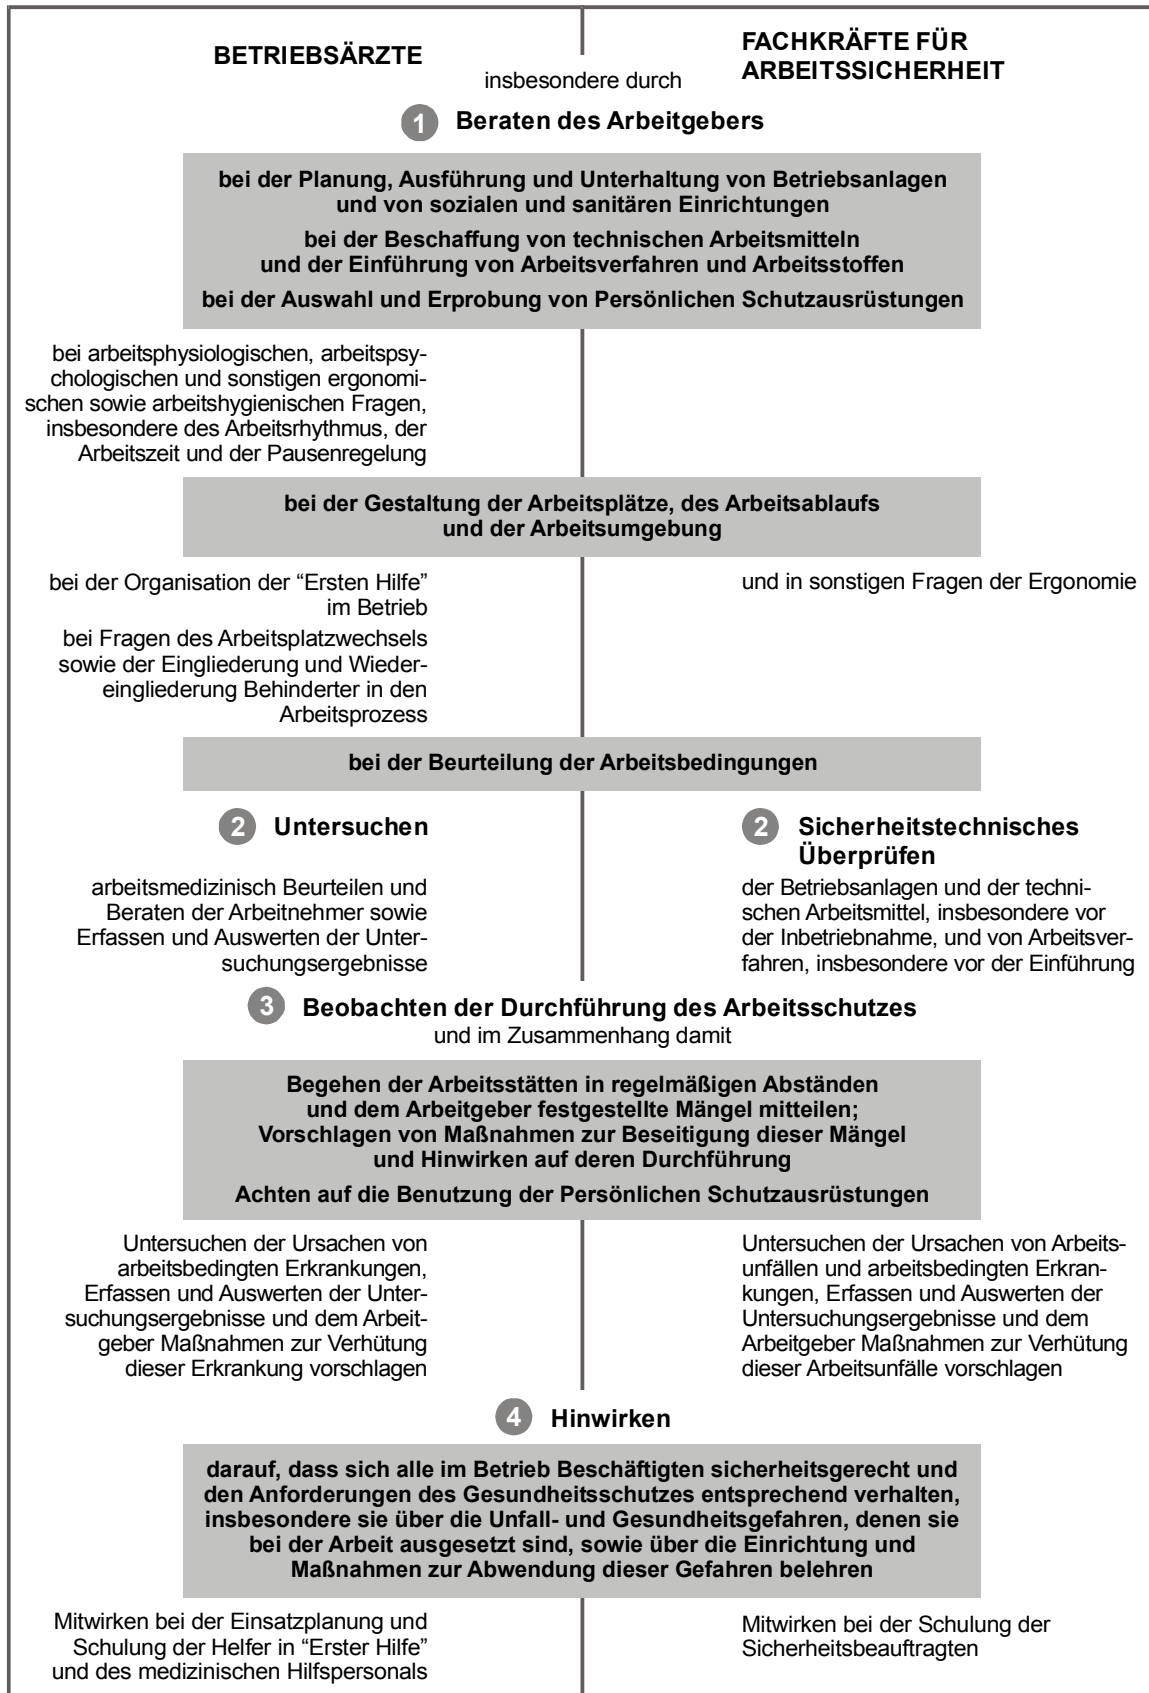 BETRIEBSÄRZTE
FACHKRÄFTE FÜR
ARBEITSSICHERHEIT
insbesondere durch
1 Beraten des Arbeitgebers
bei der Planung, Ausführung und Unterhaltung von Betriebsanlagen
und von sozialen und sanitären Einrichtungen
bei der Beschaffung von technischen Arbeitsmitteln
und der Einführung von Arbeitsverfahren und Arbeitsstoffen
bei der Auswahl und Erprobung von Persönlichen Schutzausrüstungen
bei arbeitsphysiologischen, arbeitspsy-
chologischen und sonstigen ergonomi-
schen sowie arbeitshygienischen Fragen,
insbesondere des Arbeitsrhythmus, der
Arbeitszeit und der Pausenregelung
bei der Gestaltung der Arbeitsplätze, des Arbeitsablaufs
und der Arbeitsumgebung
bei der Organisation der “Ersten Hilfe”
im Betrieb
bei Fragen des Arbeitsplatzwechsels
sowie der Eingliederung und Wieder-
eingliederung Behinderter in den
Arbeitsprozess
und in sonstigen Fragen der Ergonomie
bei der Beurteilung der Arbeitsbedingungen
2 Untersuchen
arbeitsmedizinisch Beurteilen und
Beraten der Arbeitnehmer sowie
Erfassen und Auswerten der Unter-
suchungsergebnisse
2 Sicherheitstechnisches
Überprüfen
der Betriebsanlagen und der techni-
schen Arbeitsmittel, insbesondere vor
der Inbetriebnahme, und von Arbeitsver-
fahren, insbesondere vor der Einführung
3 Beobachten der Durchführung des Arbeitsschutzes
und im Zusammenhang damit
Begehen der Arbeitsstätten in regelmäßigen Abständen
und dem Arbeitgeber festgestellte Mängel mitteilen;
Vorschlagen von Maßnahmen zur Beseitigung dieser Mängel
und Hinwirken auf deren Durchführung
Achten auf die Benutzung der Persönlichen Schutzausrüstungen
Untersuchen der Ursachen von
arbeitsbedingten Erkrankungen,
Erfassen und Auswerten der Unter-
suchungsergebnisse und dem Arbeit-
geber Maßnahmen zur Verhütung
dieser Erkrankung vorschlagen
Untersuchen der Ursachen von Arbeits-
unfällen und arbeitsbedingten Erkran-
kungen, Erfassen und Auswerten der
Untersuchungsergebnisse und dem
Arbeitgeber Maßnahmen zur Verhütung
dieser Arbeitsunfälle vorschlagen
4 Hinwirken
darauf, dass sich alle im Betrieb Beschäftigten sicherheitsgerecht und
den Anforderungen des Gesundheitsschutzes entsprechend verhalten,
insbesondere sie über die Unfall- und Gesundheitsgefahren, denen sie
bei der Arbeit ausgesetzt sind, sowie über die Einrichtung und
Maßnahmen zur Abwendung dieser Gefahren belehren
Mitwirken bei der Einsatzplanung und
Schulung der Helfer in “Erster Hilfe”
und des medizinischen Hilfspersonals
Mitwirken bei der Schulung der
Sicherheitsbeauftragten